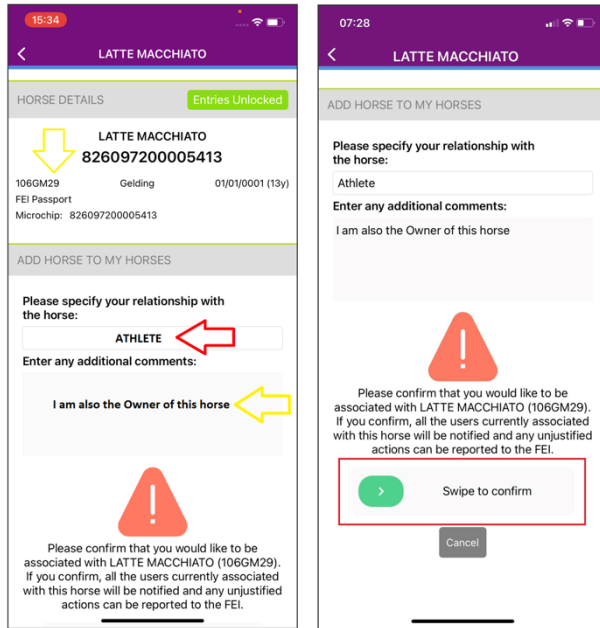 15:34
LATTE MACCHIATO
HORSE DETAILS
Entries Unlocked
LATTE MACCHIATO
826097200005413
106GM29 Gelding 01/01/0001 (13y)
FEI Passport
Microchip: 826097200005413
ADD HORSE TO MY HORSES
Please specify your relationship with
the horse:
ATHLETE
Enter any additional comments:
I am also the Owner of this horse
Please confirm that you would like to be
associated with LATTE MACCHIATO (106GM29).
If you confirm, all the users currently associated
with this horse will be notified and any unjustified
actions can be reported to the FEI.
07:28
LATTE MACCHIATO
ADD HORSE TO MY HORSES
Please specify your relationship with
the horse:
Athlete
Enter any additional comments:
I am also the Owner of this horse
Please confirm that you would like to be
associated with LATTE MACCHIATO (106GM29).
If you confirm, all the users currently associated
with this horse will be notified and any unjustified
actions can be reported to the FEI.
Swipe to confirm
Cancel